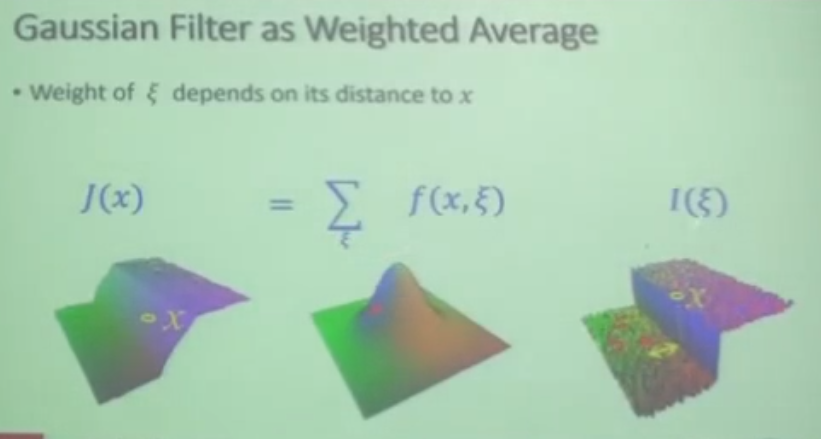 Gaussian Filter as Weighted Average
• Weight of ξ depends on its distance to x
J(x) = ∑ f(x,ξ) I(ξ)
ξ
x
x
ξ